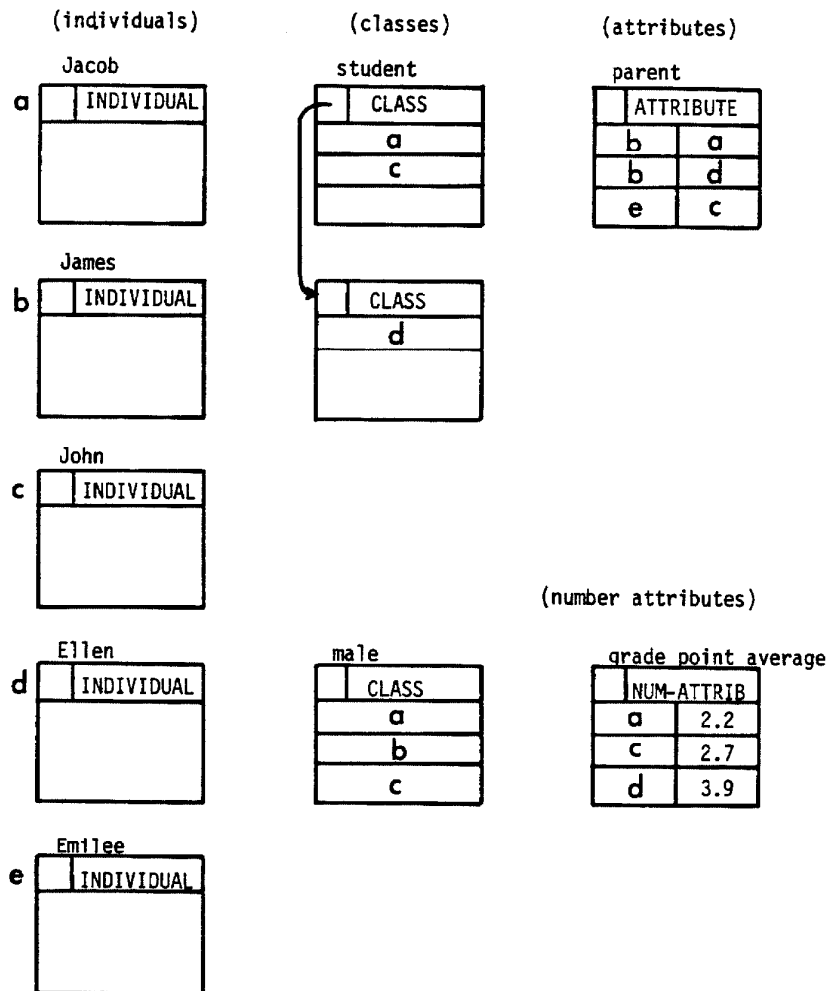 (individuals) (classes) (attributes)
Jacob student parent
a INDIVIDUAL CLASS ATTRIBUTE
a b a
c b d
e c
James
b INDIVIDUAL CLASS
d
John
c INDIVIDUAL
(number attributes)
Ellen male grade point average
d INDIVIDUAL CLASS NUM-ATTRIB
a a 2.2
b c 2.7
c d 3.9
Emilee
e INDIVIDUAL